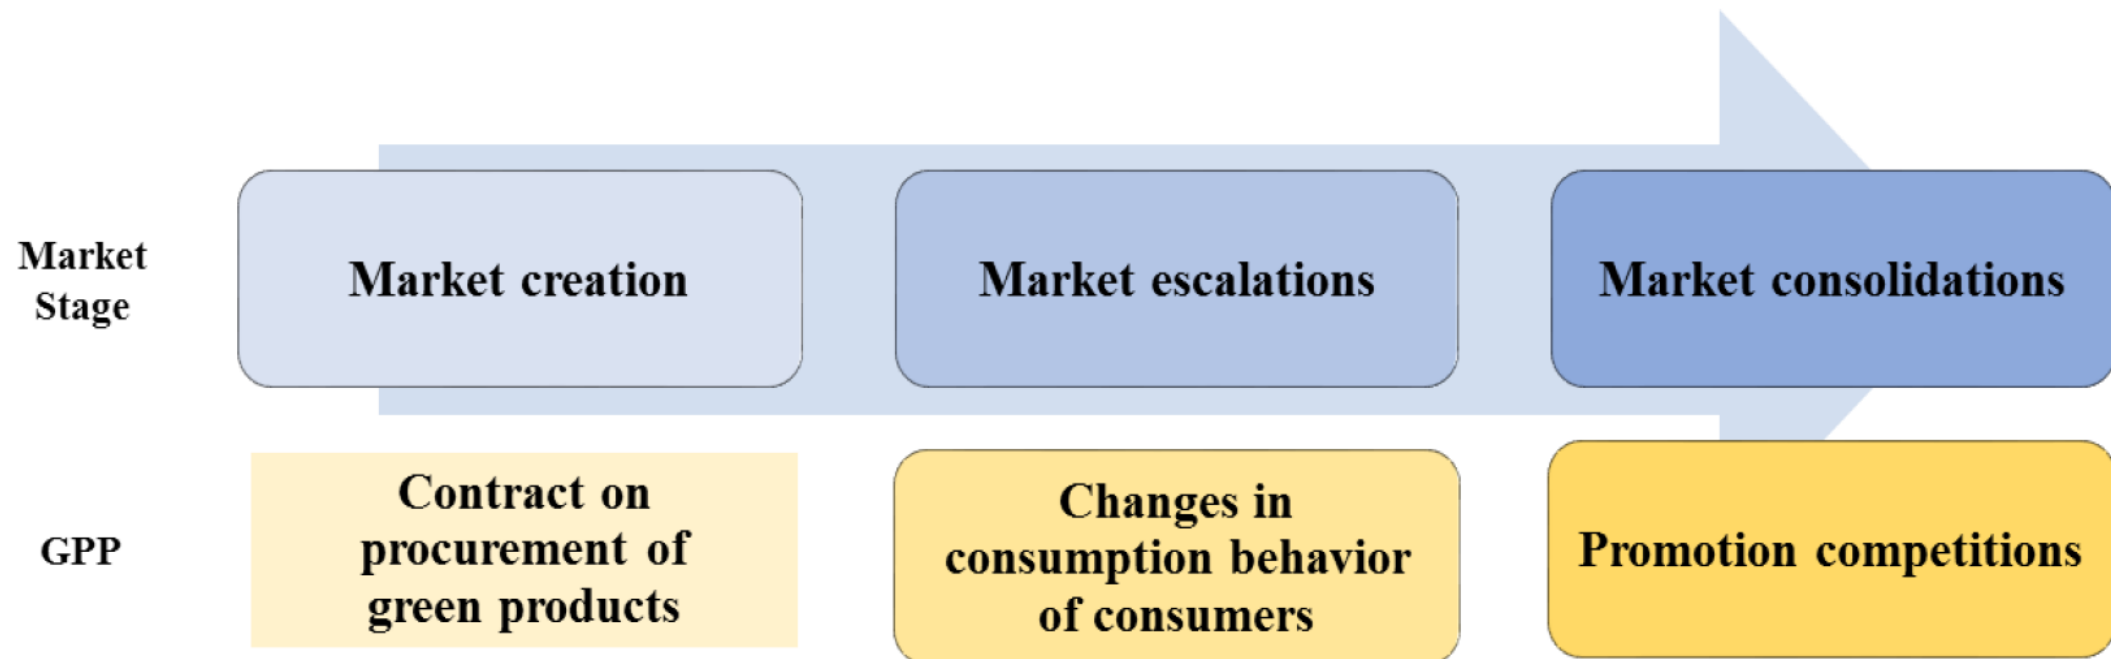 Market
Stage
Market creation
Market escalations
Market consolidations
GPP
Contract on
procurement of
green products
Changes in
consumption behavior
of consumers
Promotion competitions